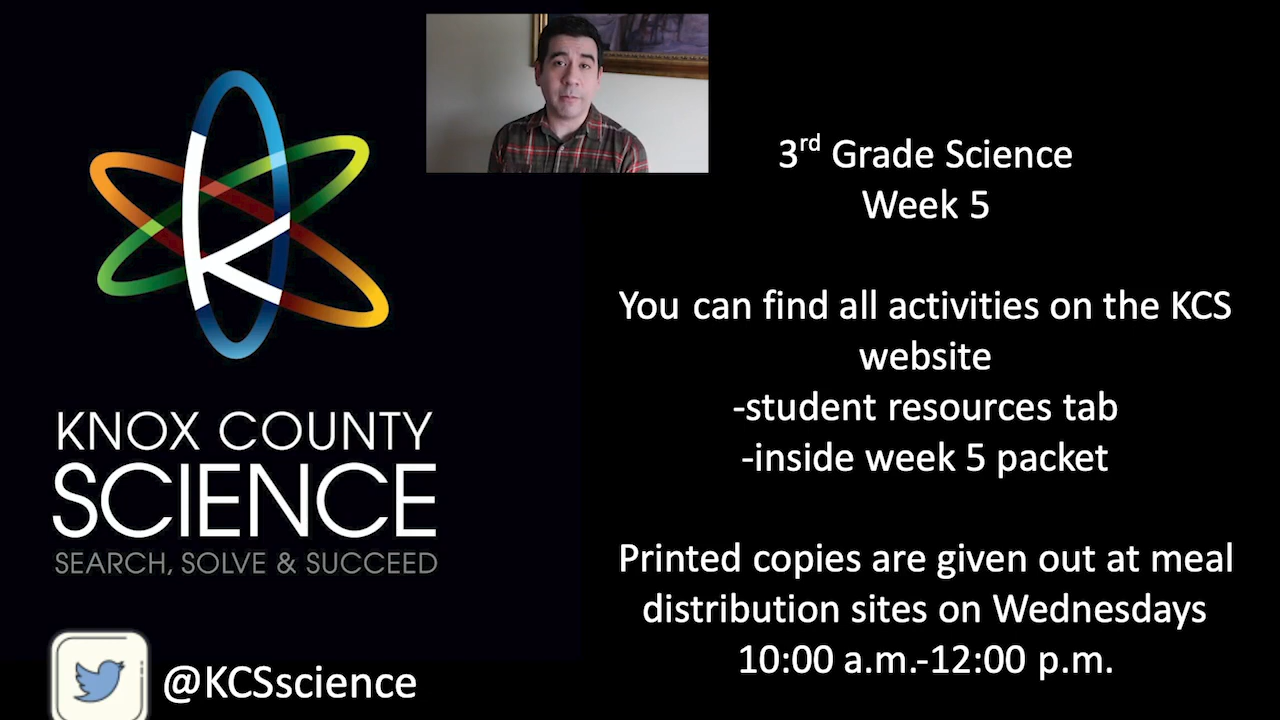 3rd Grade Science
Week 5
You can find all activities on the KCS
website
-student resources tab
-inside week 5 packet
Printed copies are given out at meal
distribution sites on Wednesdays
10:00 a.m.-12:00 p.m.
KNOX COUNTY
SCIENCE
SEARCH, SOLVE & SUCCEED
@KCSscience